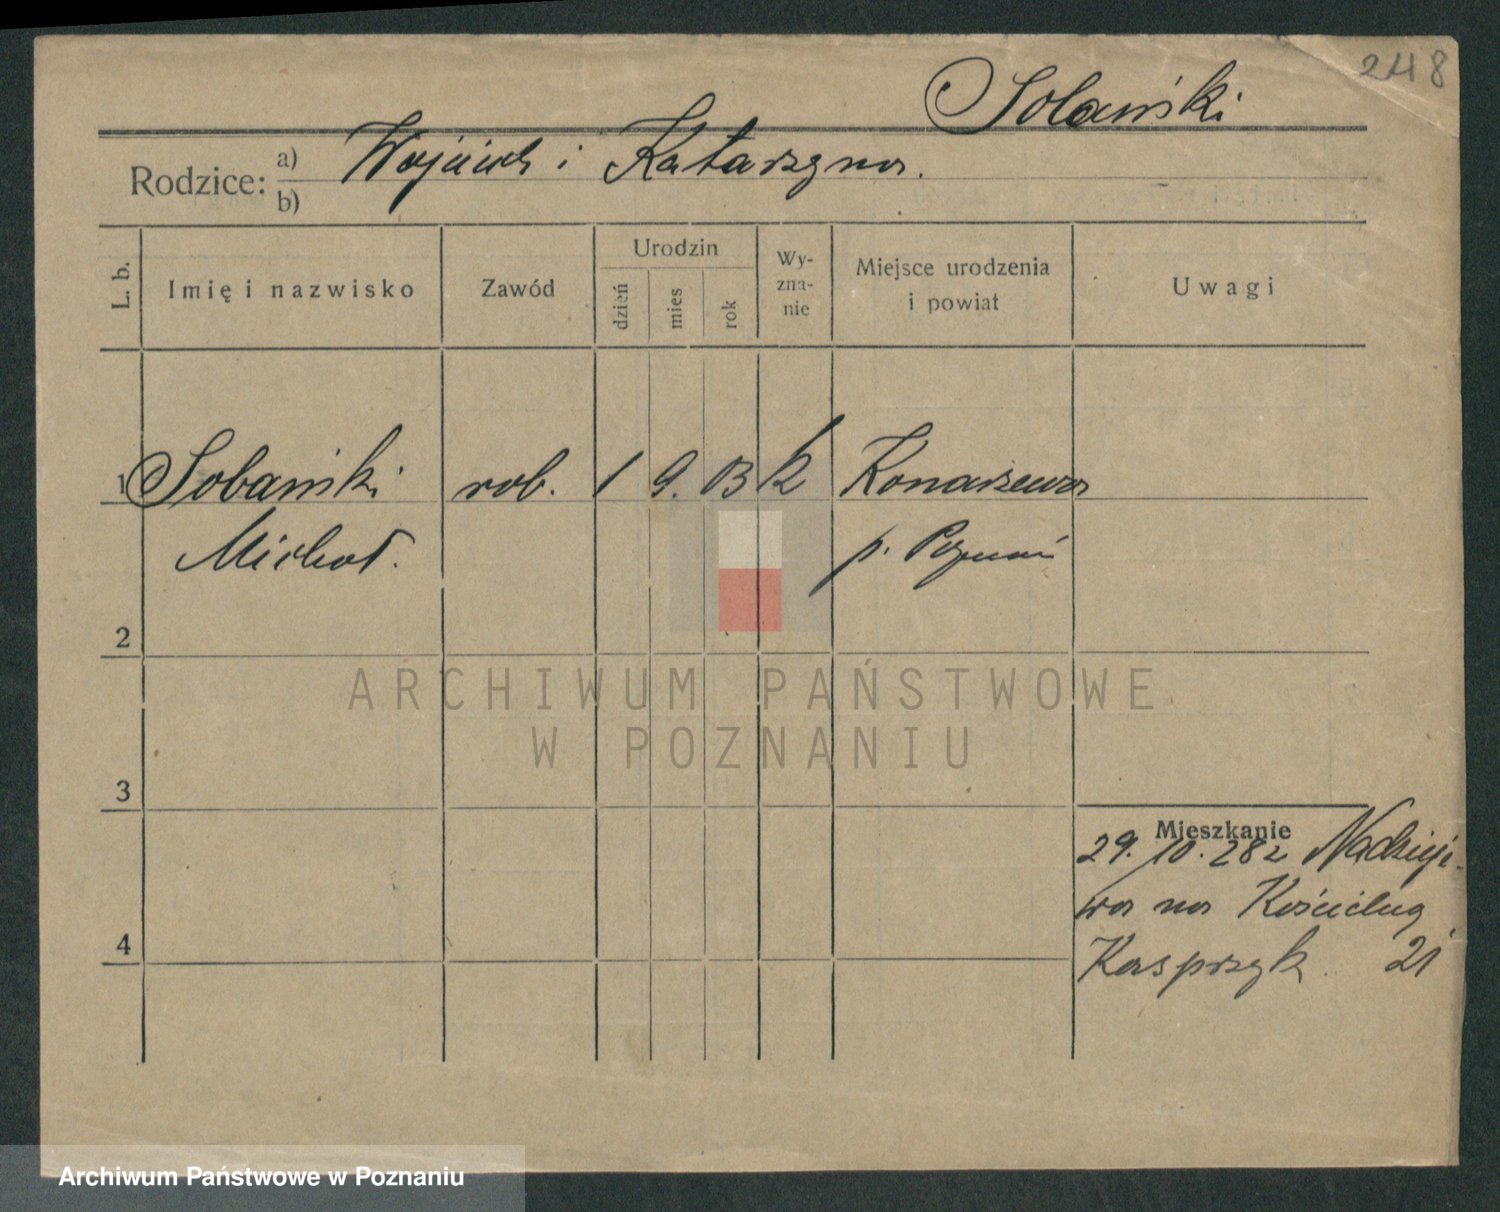 248
Sobański
Rodzice: a) Wojciech i Katarzyna.
b)
L. b. Imię i nazwisko Zawód Urodzin dzień mies rok Wy-zna-nie Miejsce urodzenia i powiat Uwagi
1 Sobański rob. 1 9. 03 k Konarzewo
Michał. p. Poznań
2
ARCHIWUM PAŃSTWOWE
W POZNANIU
3
Mieszkanie
29. 10. 28 z
Kasprzyk 21
4
Archiwum Państwowe w Poznaniu